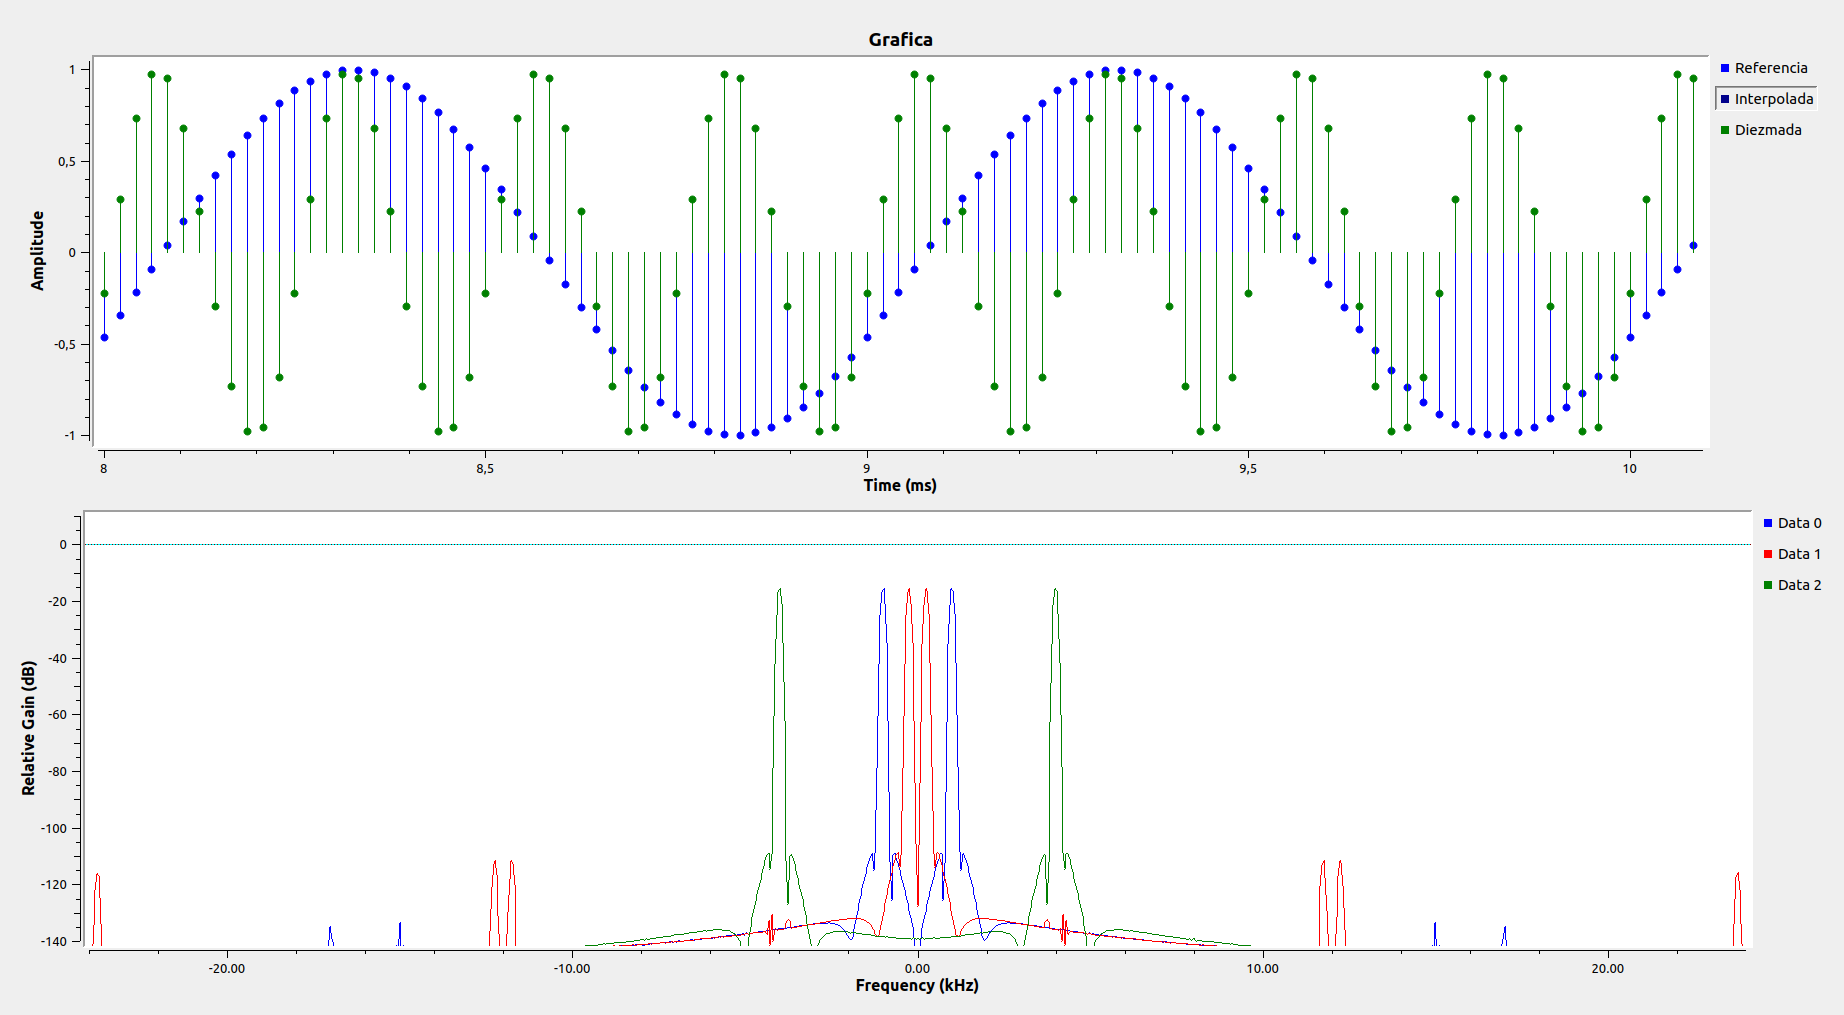 Grafica
Referencia
Interpolada
Diezmada
Amplitude
1
0,5
0
-0,5
-1
8
8,5
9
9,5
10
Time (ms)
Data 0
Data 1
Data 2
Relative Gain (dB)
0
-20
-40
-60
-80
-100
-120
-140
-20.00
-10.00
0.00
10.00
20.00
Frequency (kHz)